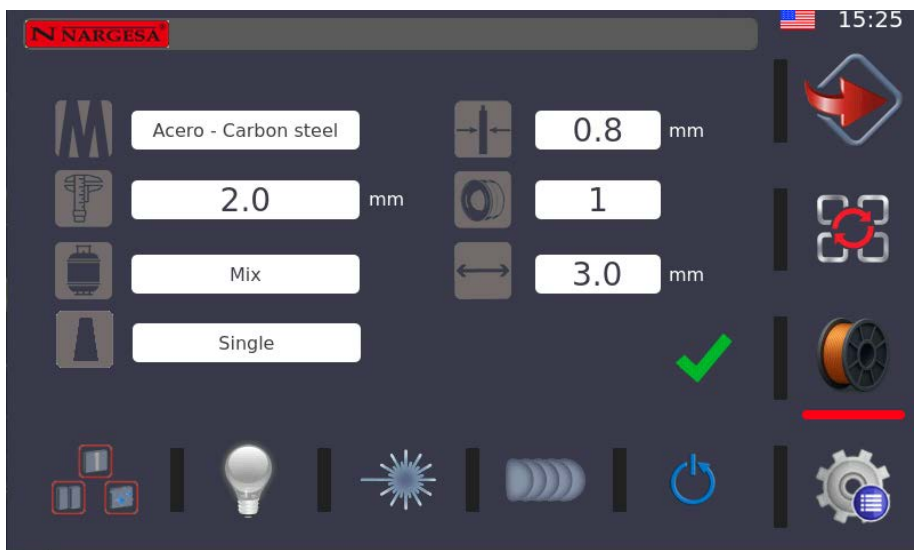 N NARGESA®
15:25
Acero - Carbon steel
0.8 mm
2.0 mm
1
Mix
3.0 mm
Single